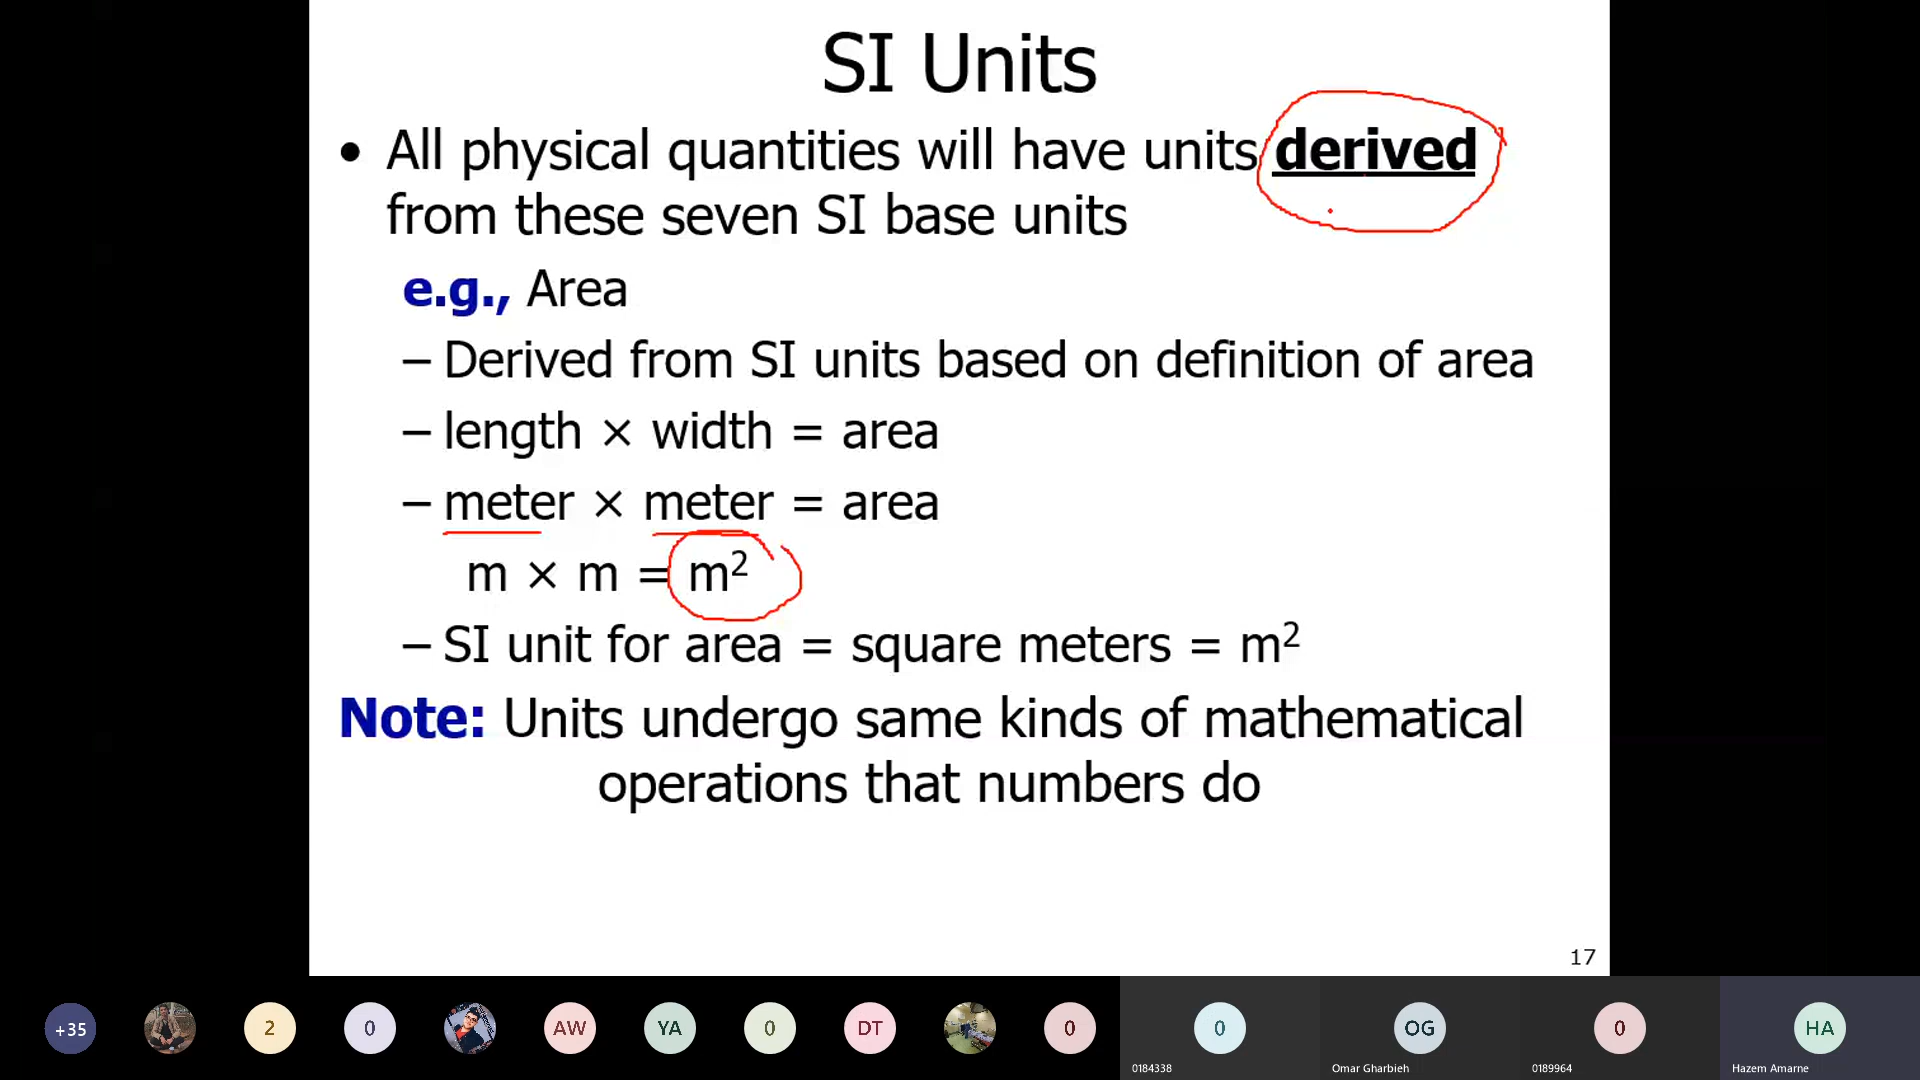 SI Units
• All physical quantities will have units derived
from these seven SI base units
e.g., Area
– Derived from SI units based on definition of area
– length × width = area
– meter × meter = area
m × m = m²
– SI unit for area = square meters = m²
Note: Units undergo same kinds of mathematical
operations that numbers do
17
+35 2 0 AW YA 0 DT 0 0 OG 0 HA
0184338 Omar Gharbieh 0189964 Hazem Amarne